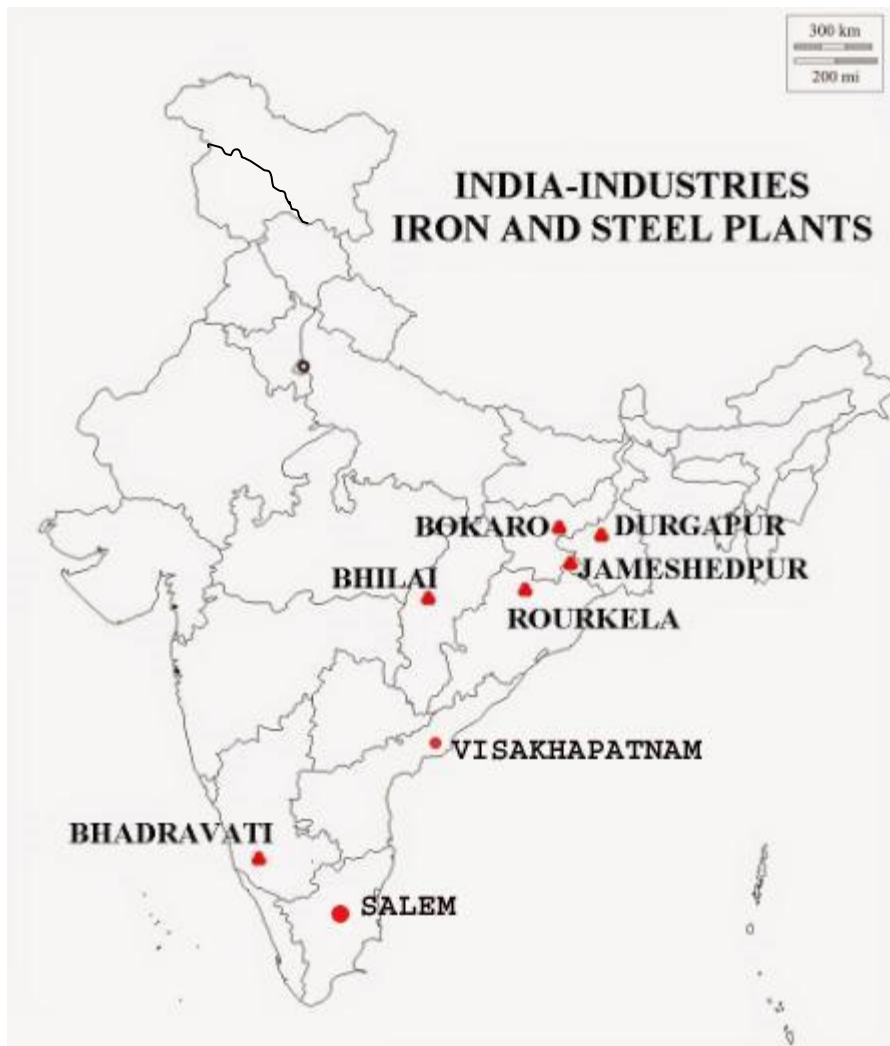 300 km
200 mi
INDIA-INDUSTRIES
IRON AND STEEL PLANTS
BOKARO
DURGAPUR
JAMESHEDPUR
BHILAI
ROURKELA
VISAKHAPATNAM
BHADRAVATI
SALEM